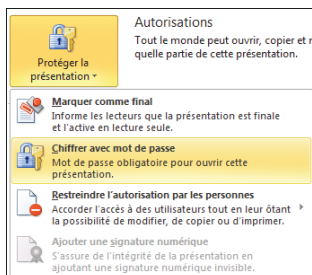 Autorisations
Tout le monde peut ouvrir, copier et
quelle partie de cette présentation.
Protéger la
présentation
Marquer comme final
Informe les lecteurs que la présentation est finale
et l'active en lecture seule.
Chiffrer avec mot de passe
Mot de passe obligatoire pour ouvrir cette
présentation.
Restreindre l'autorisation par les personnes
Accorder l'accès à des utilisateurs tout en leur ôtant
la possibilité de modifier, de copier ou d'imprimer.
Ajouter une signature numérique
S'assure de l'intégrité de la présentation en
ajoutant une signature numérique invisible.